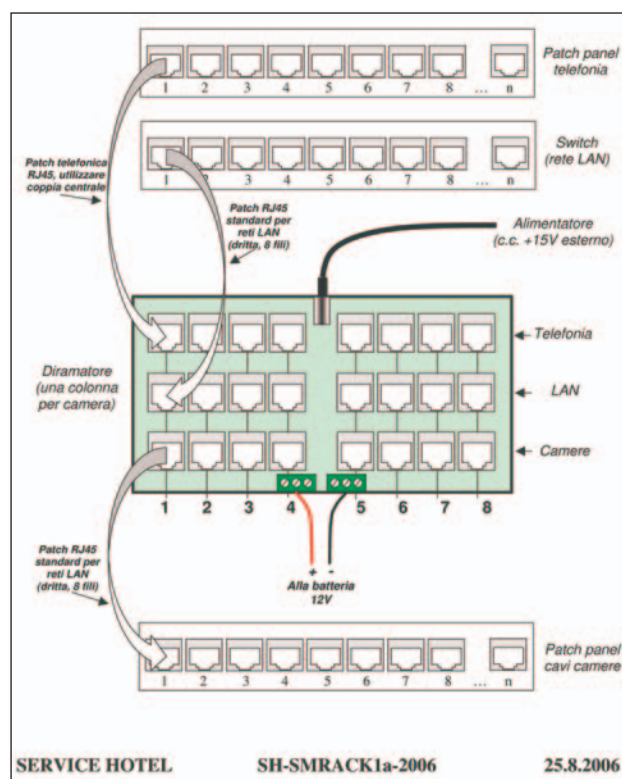 Patch panel
telefonia
1 2 3 4 5 6 7 8 ... n
Switch
(rete LAN)
1 2 3 4 5 6 7 8 ... n
Patch telefonica
RJ45, utilizzare
coppia centrale
Patch RJ45
standard per
reti LAN
(dritta, 8 fili)
Alimentatore
(c.c. +15V esterno)
Telefonia
Diramatore
(una colonna
per camera)
LAN
Camere
1 2 3 4 5 6 7 8
Patch RJ45
standard per
reti LAN
(dritta, 8 fili)
+ -
Alla batteria
12V
Patch panel
cavi camere
1 2 3 4 5 6 7 8 ... n
SERVICE HOTEL SH-SMRACK1a-2006 25.8.2006